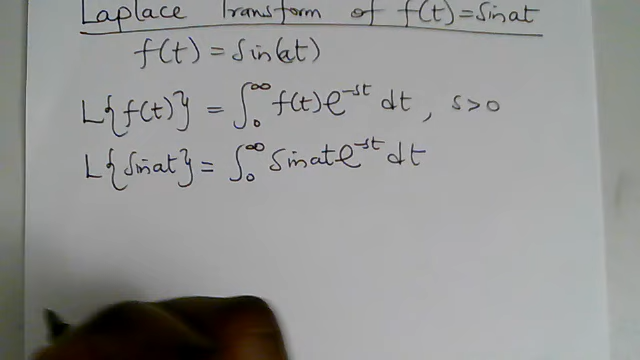 Laplace Transform of f(t)=Sinat
f(t) = Sin(at)
L{f(t)} = ∫₀^∞ f(t)e^-st dt, s>0
L{Sinat} = ∫₀^∞ Sinat e^-st dt